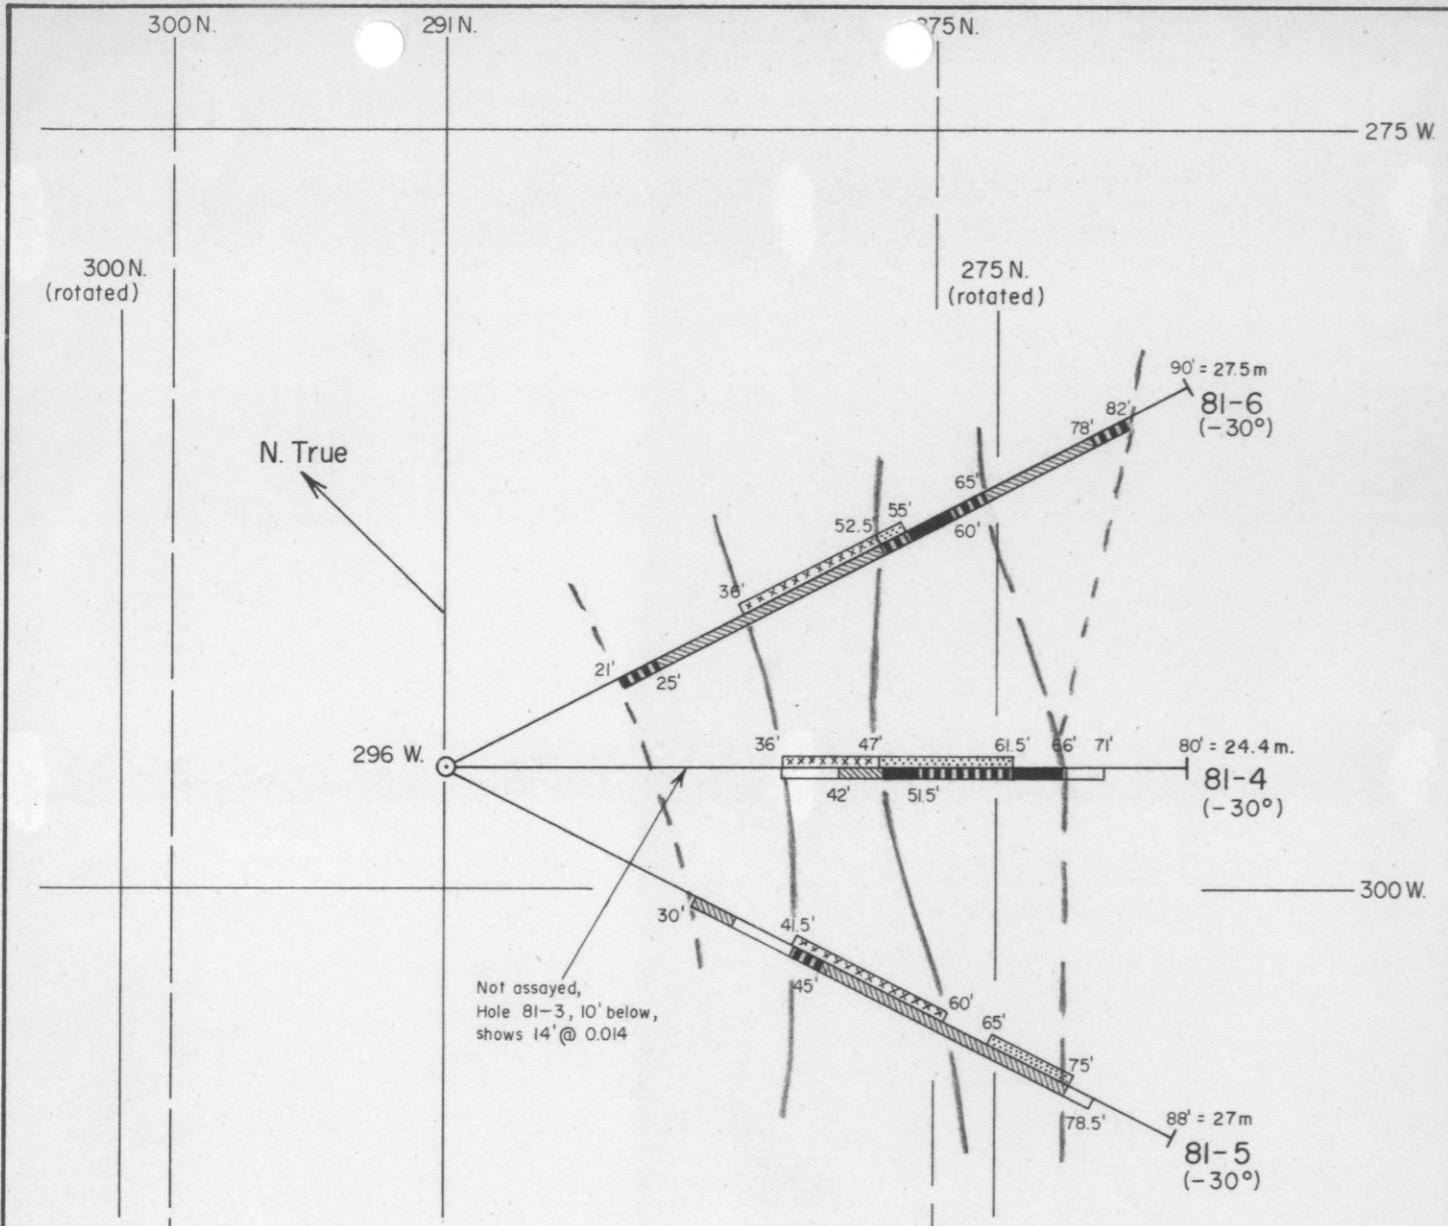 300 N.
291 N.
275 N.
275 W.
300 N.
(rotated)
275 N.
(rotated)
N. True
90' = 27.5 m
81-6
(-30°)
82'
78'
65'
60'
55'
52.5'
36'
21'
25'
296 W.
36'
47'
61.5'
66'
71'
80' = 24.4 m.
81-4
(-30°)
42'
51.5'
300 W.
30'
41.5'
45'
60'
65'
75'
78.5'
88' = 27 m
81-5
(-30°)
Not assayed,
Hole 81-3, 10' below,
shows 14' @ 0.014